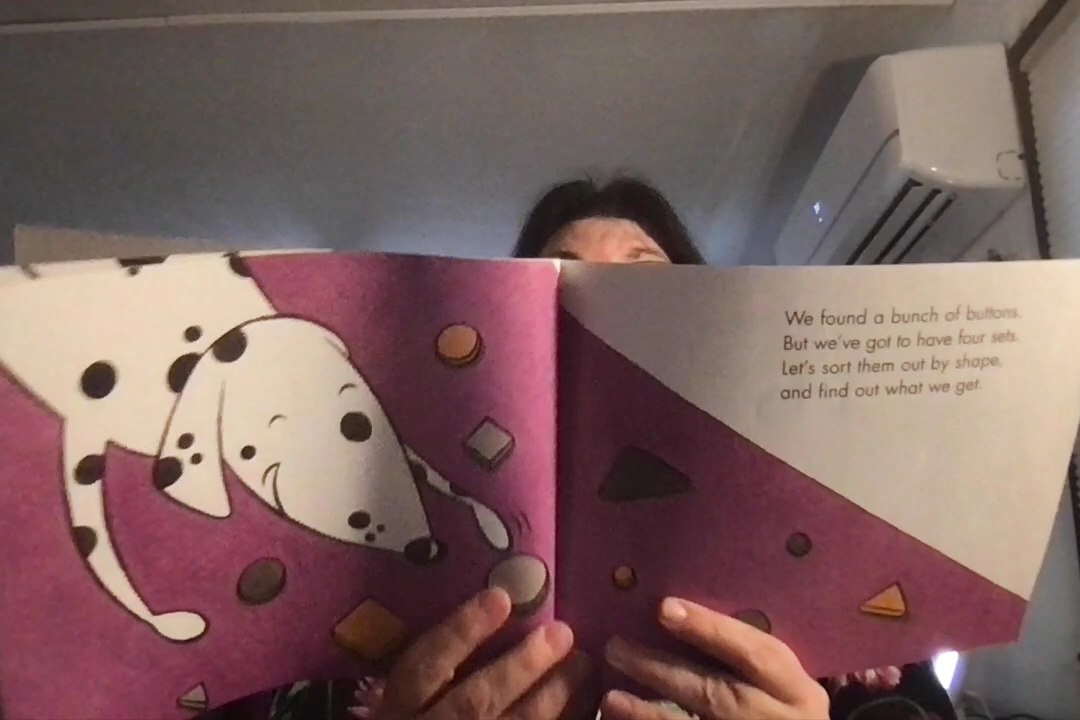 We found a bunch of buttons.
But we've got to have four sets.
Let's sort them out by shape,
and find out what we get.